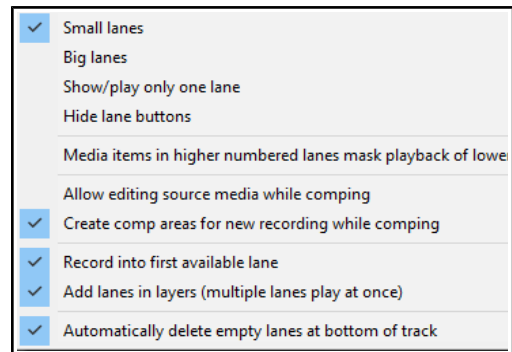 Small lanes
Big lanes
Show/play only one lane
Hide lane buttons
Media items in higher numbered lanes mask playback of lowe
Allow editing source media while comping
Create comp areas for new recording while comping
Record into first available lane
Add lanes in layers (multiple lanes play at once)
Automatically delete empty lanes at bottom of track